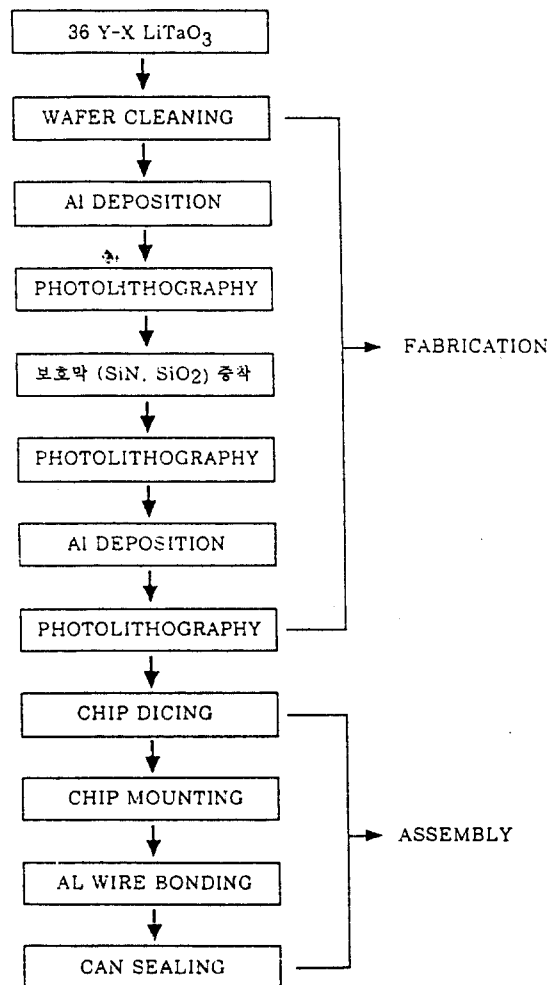 36 Y-X LiTaO3
WAFER CLEANING
Al DEPOSITION
PHOTOLITHOGRAPHY
보호막 (SiN, SiO2) 증착
PHOTOLITHOGRAPHY
Al DEPOSITION
PHOTOLITHOGRAPHY
FABRICATION
CHIP DICING
CHIP MOUNTING
AL WIRE BONDING
CAN SEALING
ASSEMBLY